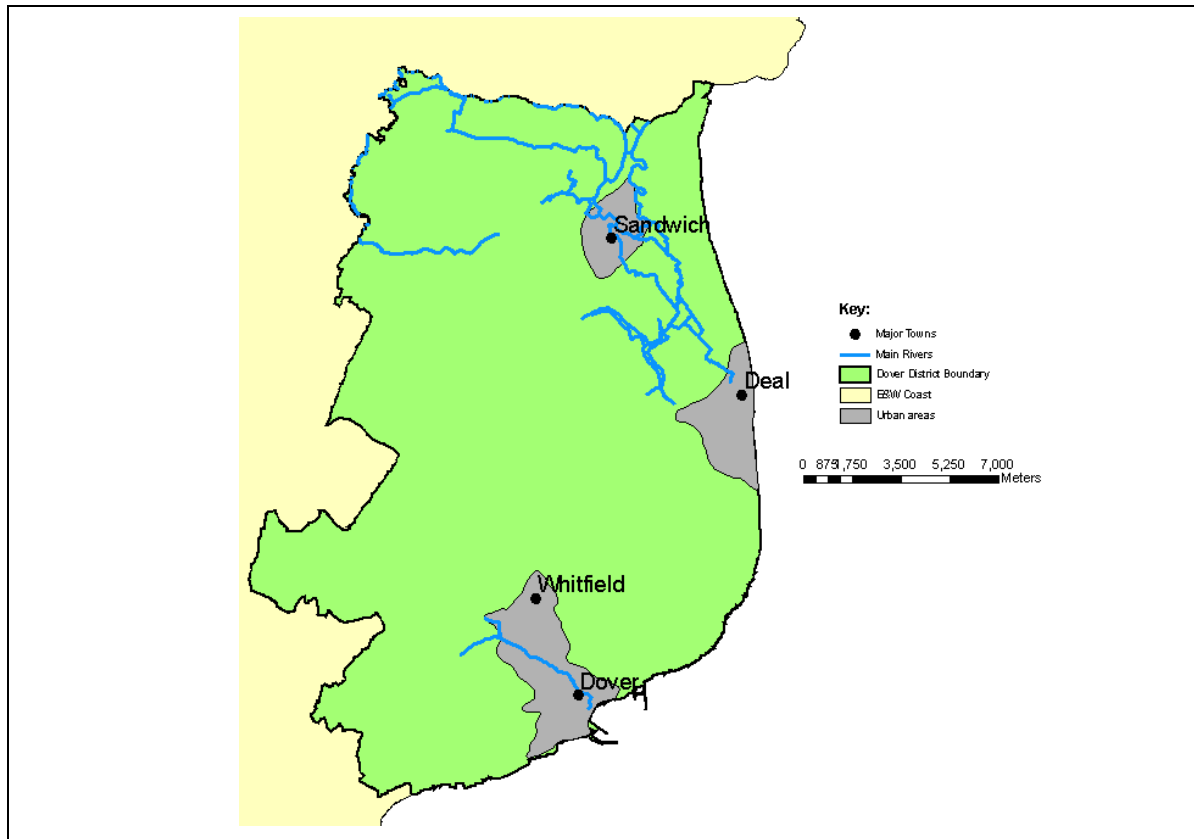 Sandwich
Key:
Major Towns
Main Rivers
Dover District Boundary
E&W Coast
Urban areas
Deal
0 875 1,750 3,500 5,250 7,000
Meters
Whitfield
Dover